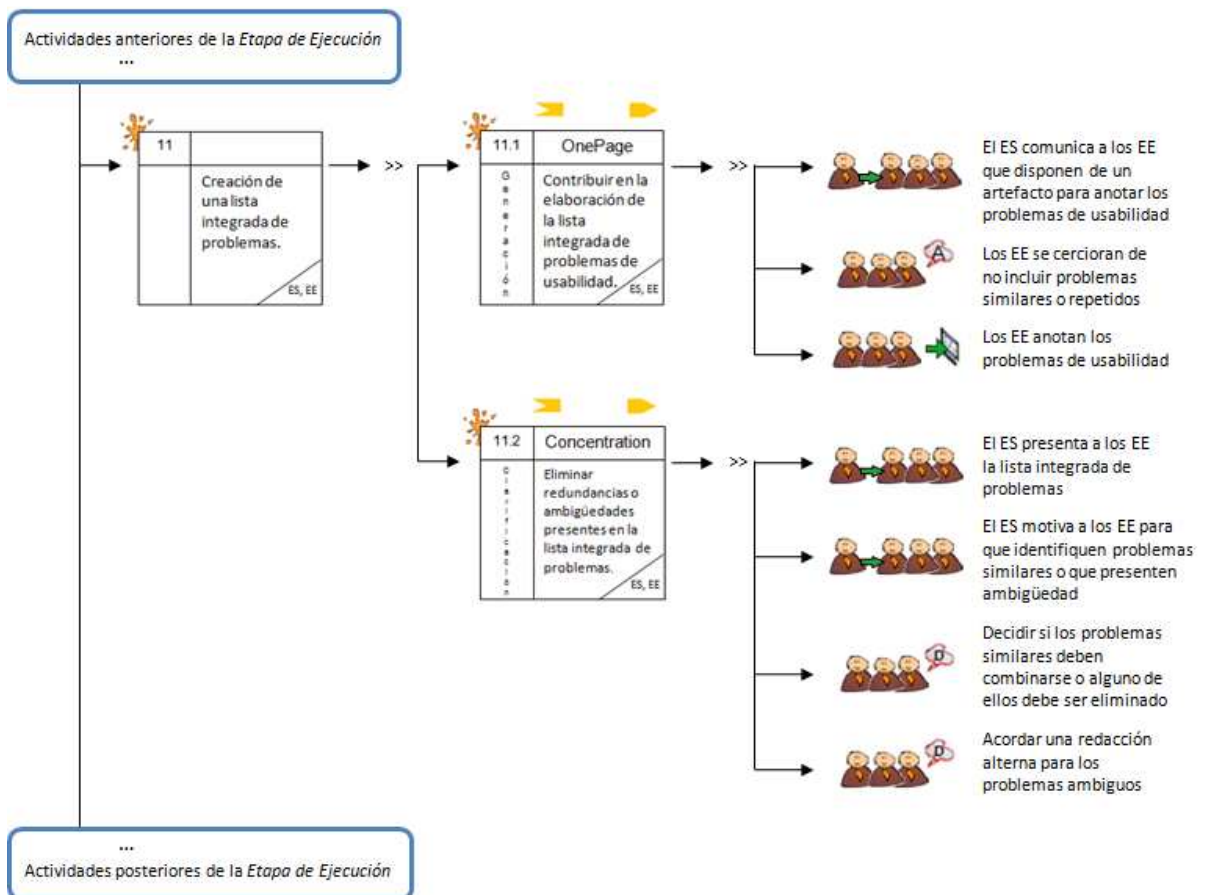 Actividades anteriores de la Etapa de Ejecución
...
11
Creación de
una lista
integrada de
problemas.
ES, EE
>>
11.1
OnePage
Generación
Contribuir en la
elaboración de
la lista
integrada de
problemas de
usabilidad.
ES, EE
>>
El ES comunica a los EE
que disponen de un
artefacto para anotar los
problemas de usabilidad
A
Los EE se cercioran de
no incluir problemas
similares o repetidos
Los EE anotan los
problemas de usabilidad
11.2
Concentration
Clarificación
Eliminar
redundancias o
ambigüedades
presentes en la
lista integrada de
problemas.
ES, EE
>>
El ES presenta a los EE
la lista integrada de
problemas
El ES motiva a los EE para
que identifiquen problemas
similares o que presenten
ambigüedad
D
Decidir si los problemas
similares deben
combinarse o alguno de
ellos debe ser eliminado
D
Acordar una redacción
alterna para los
problemas ambiguos
...
Actividades posteriores de la Etapa de Ejecución